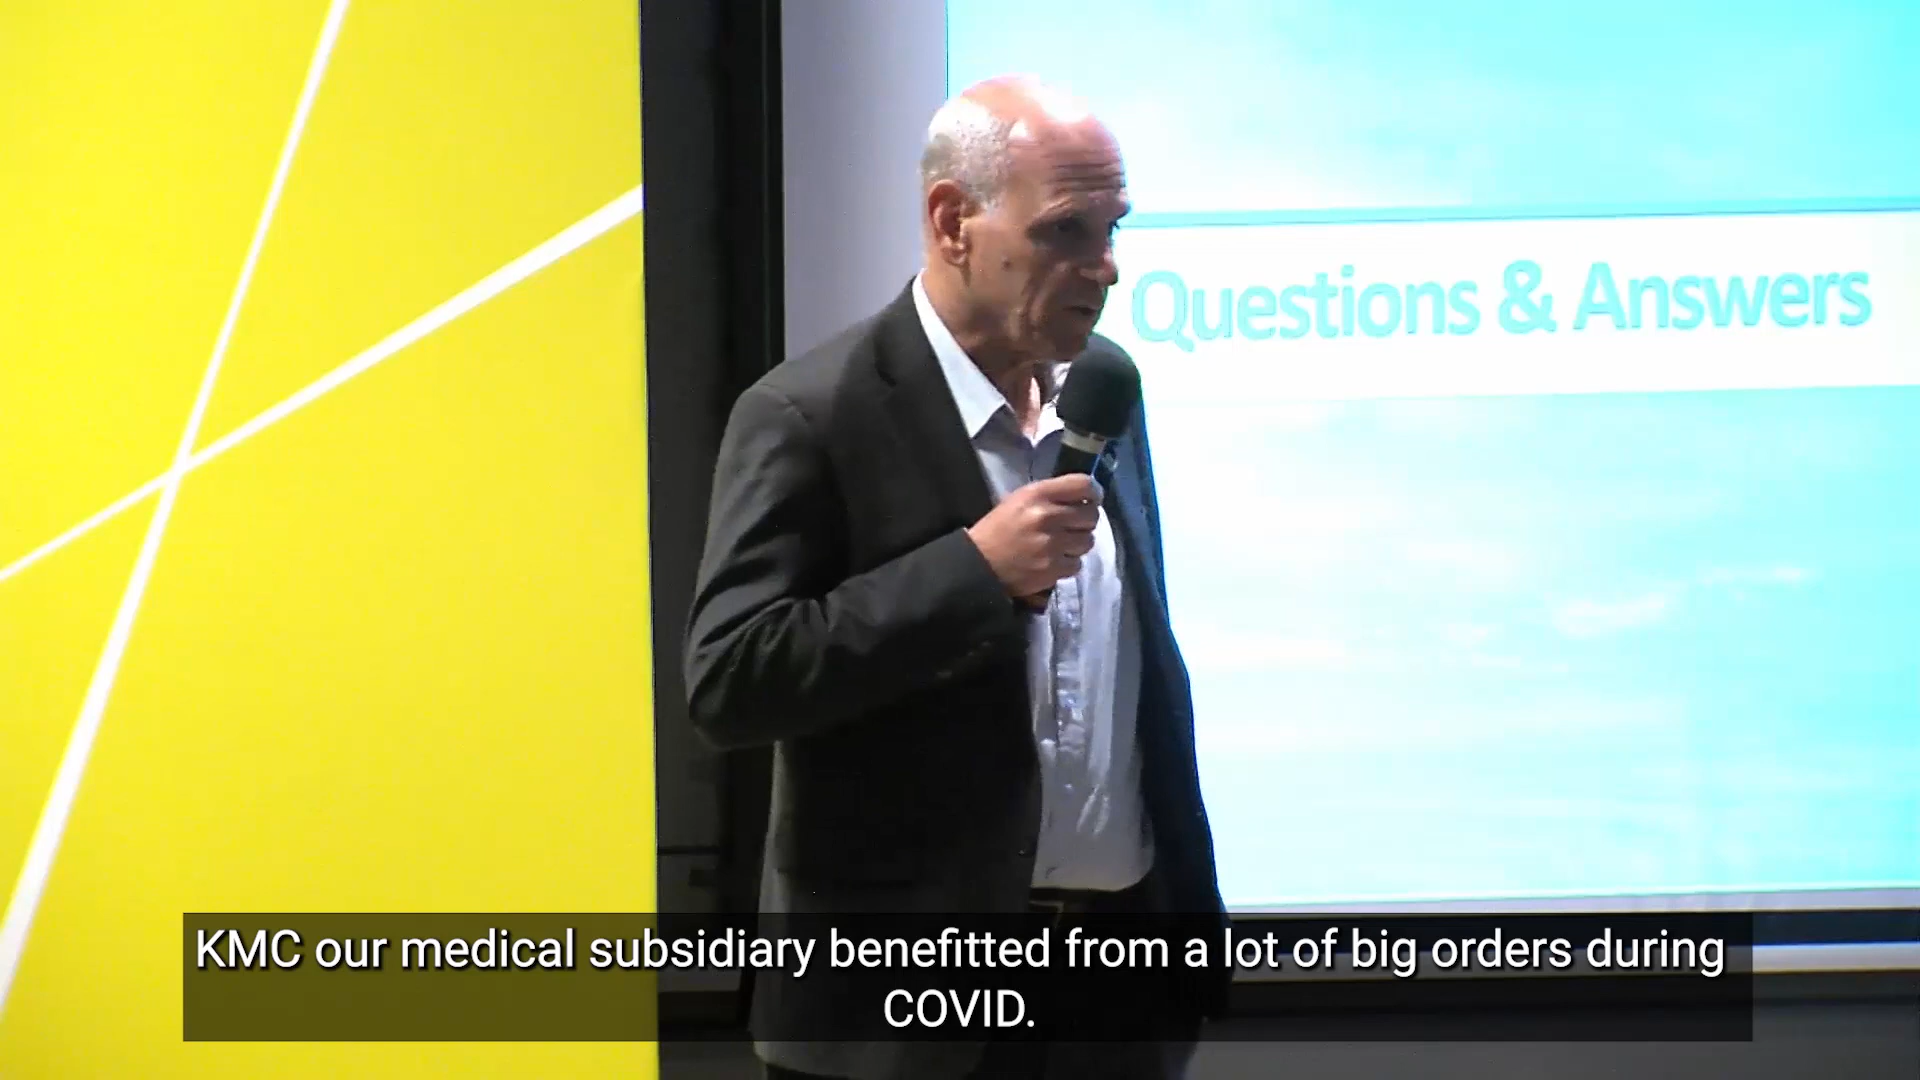 Questions & Answers
KMC our medical subsidiary benefitted from a lot of big orders during
COVID.